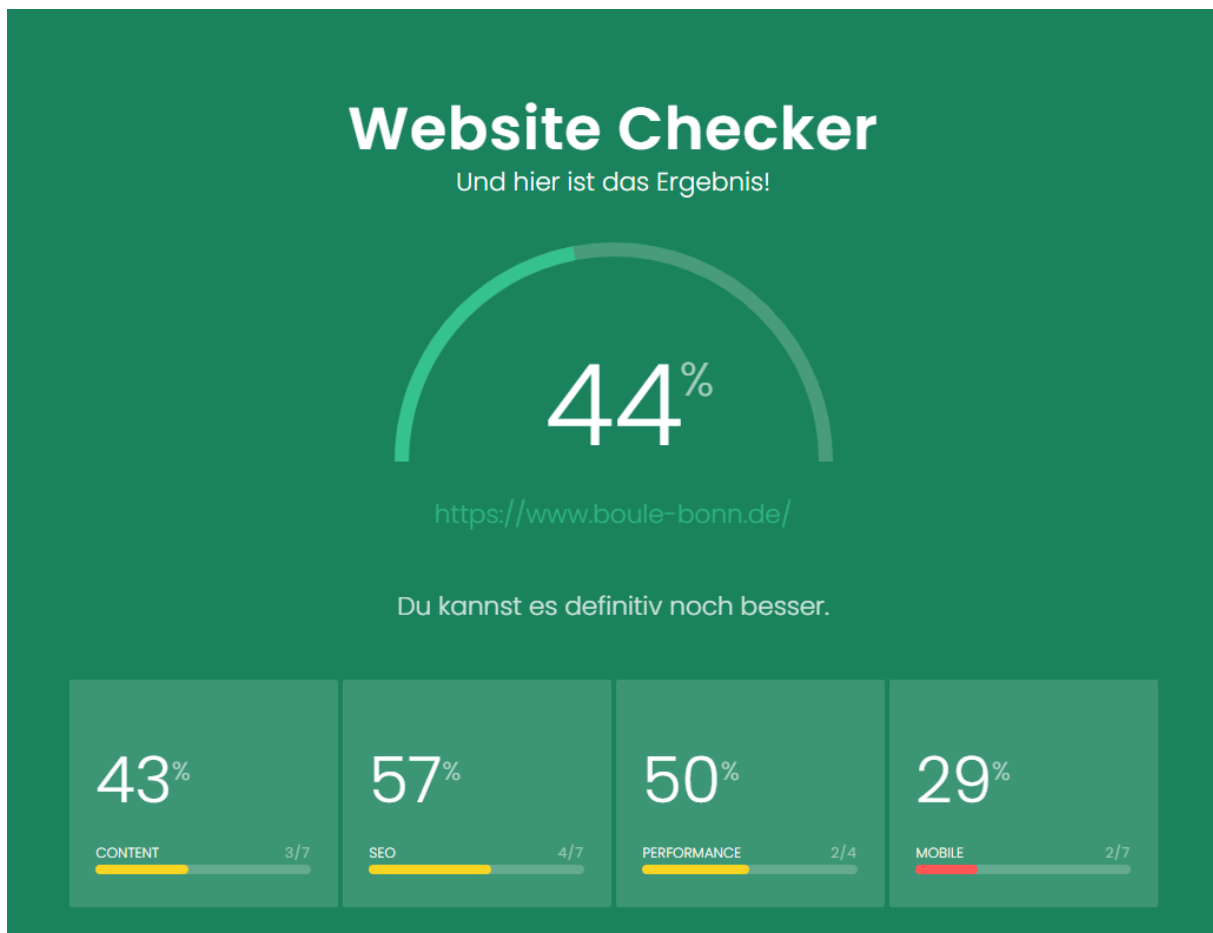 Website Checker
Und hier ist das Ergebnis!
44%
https://www.boule-bonn.de/
Du kannst es definitiv noch besser.
43%
CONTENT 3/7
57%
SEO 4/7
50%
PERFORMANCE 2/4
29%
MOBILE 2/7